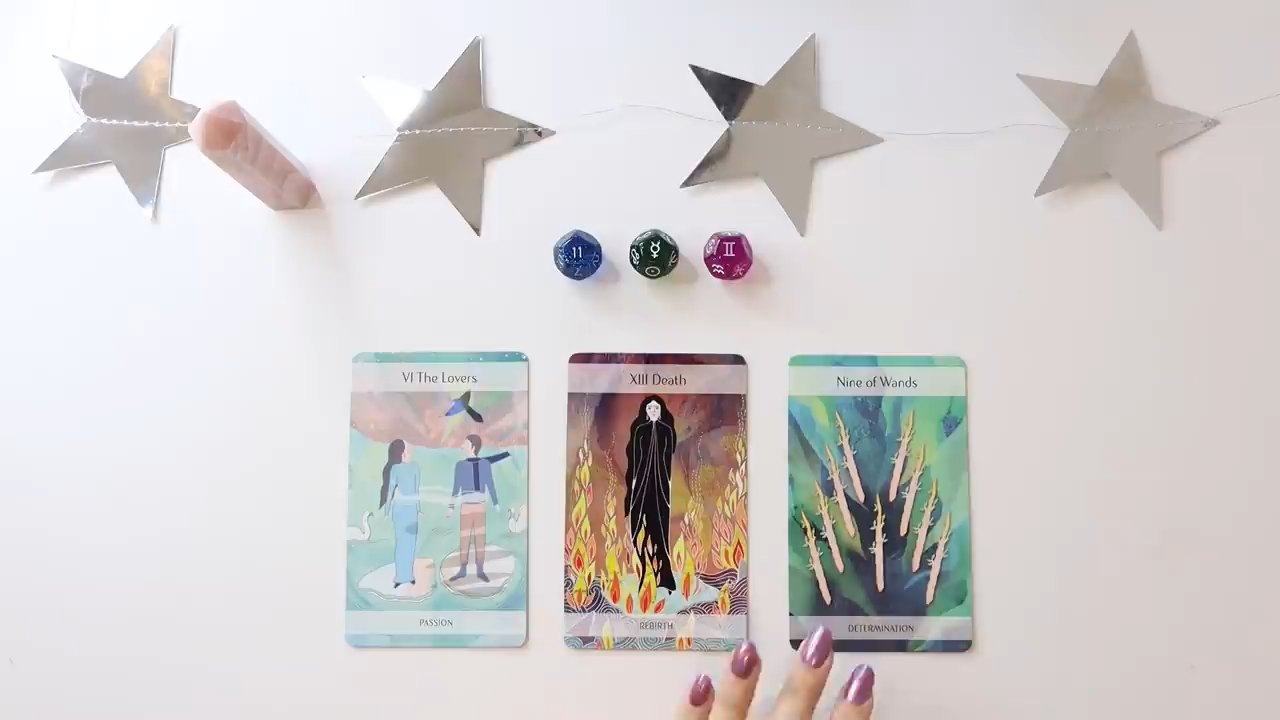 11 ☿ ♊
VI The Lovers
XIII Death
Nine of Wands
PASSION
REBIRTH
DETERMINATION